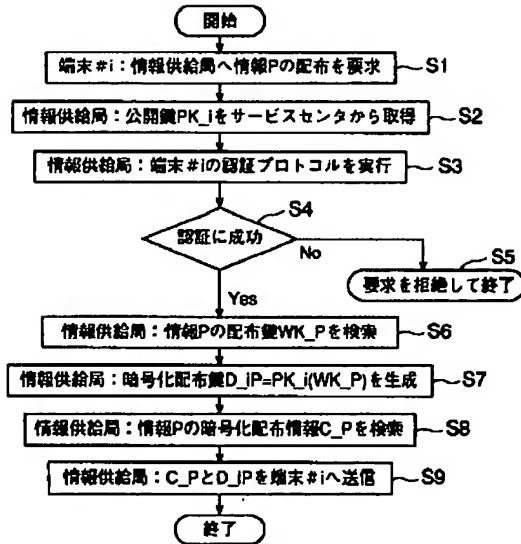 開始
端末#i：情報供給局へ情報Pの配布を要求
S1
情報供給局：公開鍵PK_iをサービスセンタから取得
S2
情報供給局：端末#iの認証プロトコルを実行
S3
S4
認証に成功
No
S5
要求を拒絶して終了
Yes
情報供給局：情報Pの配布鍵WK_Pを検索
S6
情報供給局：暗号化配布鍵D_iP=PK_i(WK_P)を生成
S7
情報供給局：情報Pの暗号化配布情報C_Pを検索
S8
情報供給局：C_PとD_iPを端末#iへ送信
S9
終了